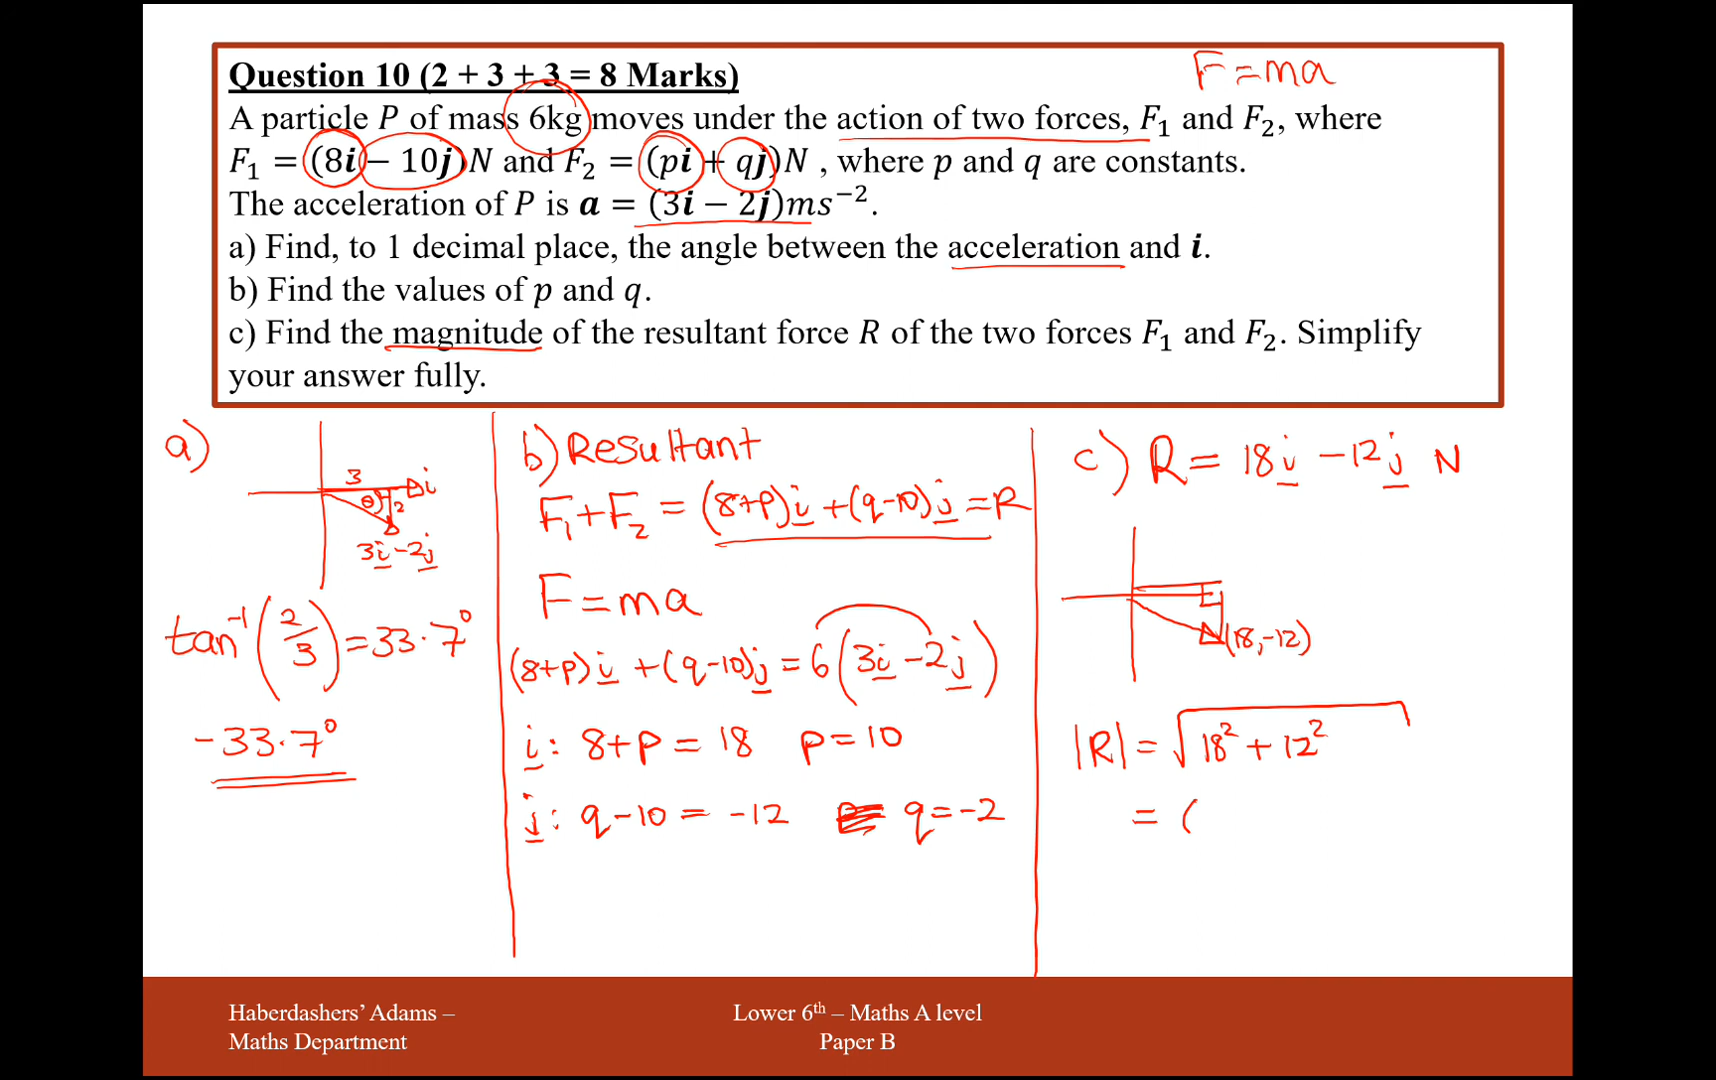 Question 10 (2 + 3 + 3 = 8 Marks)
F = ma
A particle P of mass 6kg moves under the action of two forces, F₁ and F₂, where
F₁ = (8i − 10j) N and F₂ = (pi + qj) N , where p and q are constants.
The acceleration of P is a = (3i − 2j)ms⁻².
a) Find, to 1 decimal place, the angle between the acceleration and i.
b) Find the values of p and q.
c) Find the magnitude of the resultant force R of the two forces F₁ and F₂. Simplify
your answer fully.
a)
3
i
θ
2
3i − 2j
tan⁻¹(2/3) = 33.7°
-33.7°
b) Resultant
F₁ + F₂ = (8+p)i + (q-10)j = R
F = ma
(8+p)i + (q-10)j = 6(3i − 2j)
i: 8+p = 18 p = 10
j: q-10 = -12 q = -2
c) R = 18i − 12j N
(18, -12)
|R| = √18² + 12²
= (
Haberdashers' Adams –
Maths Department
Lower 6th – Maths A level
Paper B